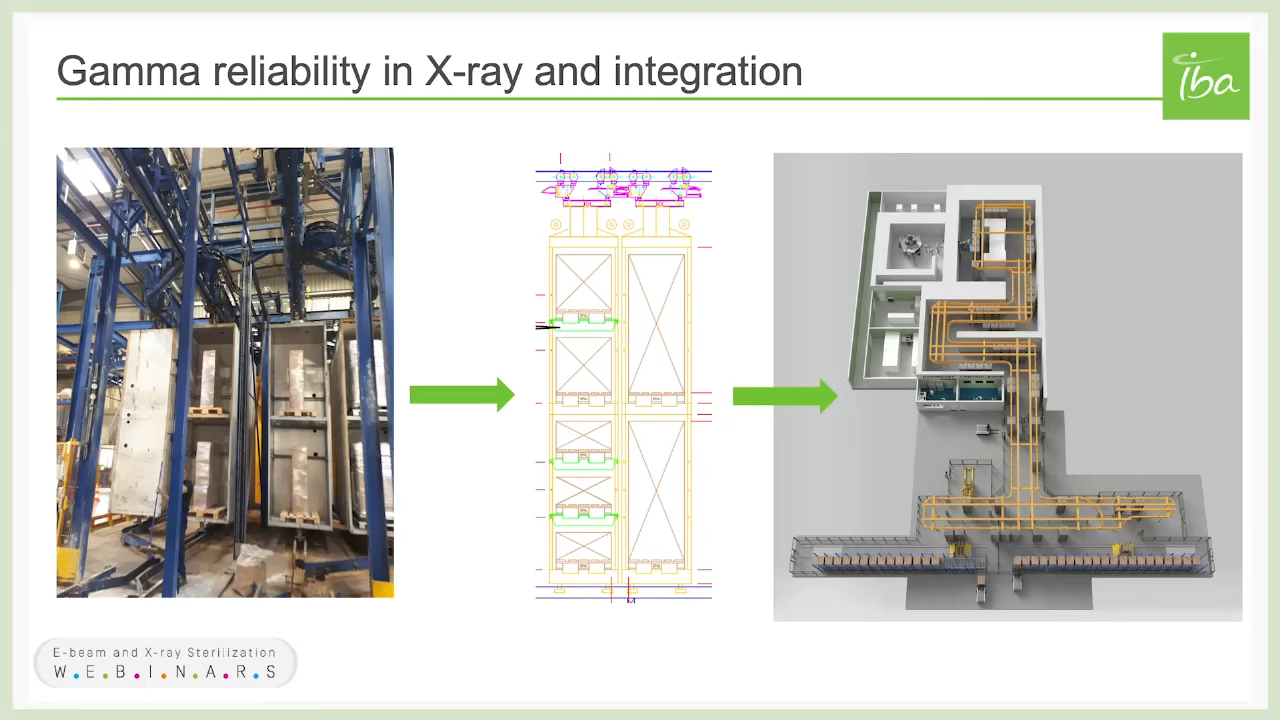 Gamma reliability in X-ray and integration
iba
E-beam and X-ray Sterilization
W.E.B.I.N.A.R.S